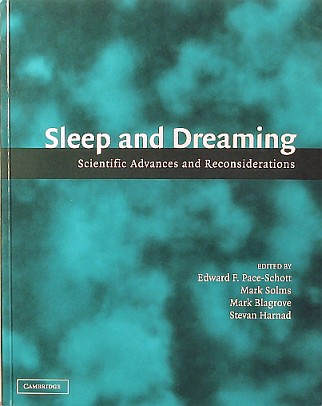 Sleep and Dreaming
Scientific Advances and Reconsiderations
EDITED BY
Edward F. Pace-Schott
Mark Solms
Mark Blagrove
Stevan Harnad
CAMBRIDGE